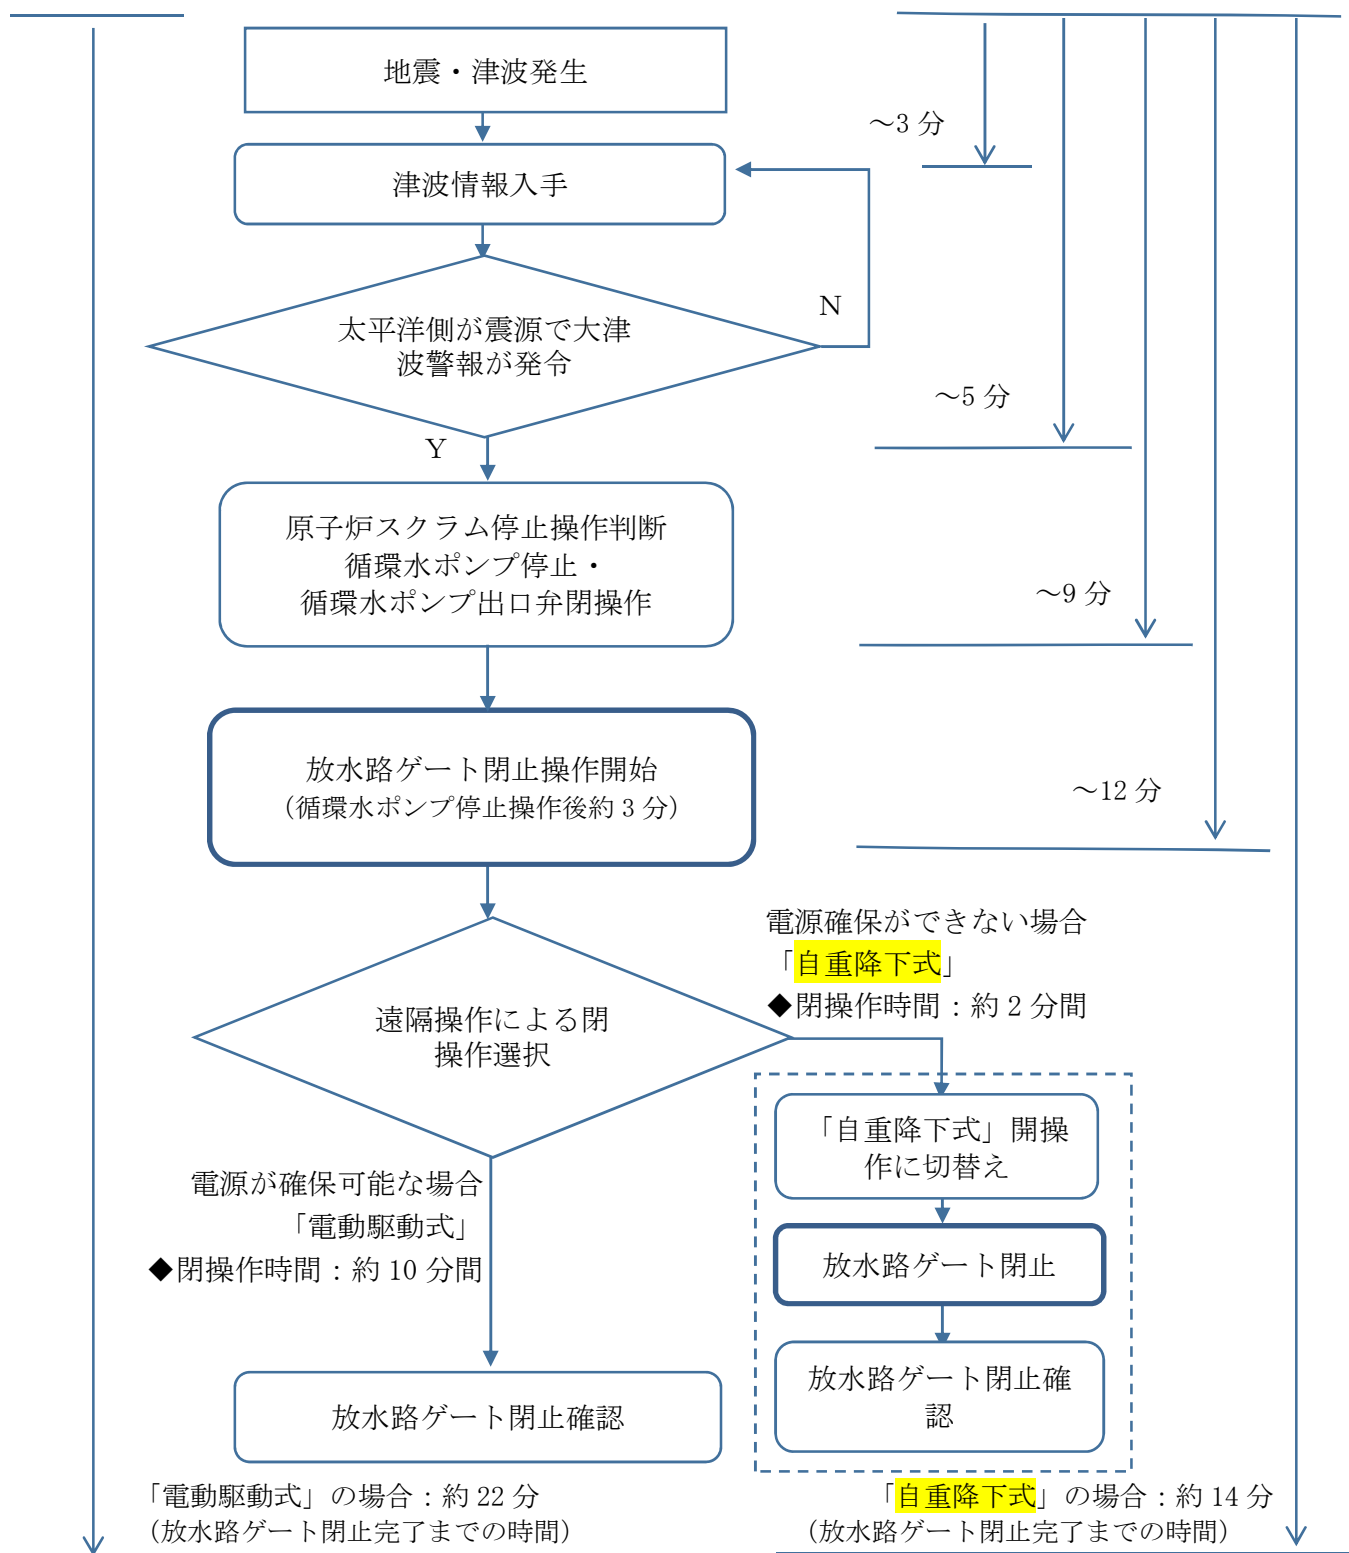 地震・津波発生
～3 分
津波情報入手
N
太平洋側が震源で大津
波警報が発令
～5 分
Y
原子炉スクラム停止操作判断
循環水ポンプ停止・
循環水ポンプ出口弁閉操作
～9 分
放水路ゲート閉止操作開始
（循環水ポンプ停止操作後約 3 分）
～12 分
電源確保ができない場合
「自重降下式」
◆閉操作時間：約 2 分間
遠隔操作による閉
操作選択
「自重降下式」開操
作に切替え
電源が確保可能な場合
「電動駆動式」
◆閉操作時間：約 10 分間
放水路ゲート閉止
放水路ゲート閉止確
認
放水路ゲート閉止確認
「電動駆動式」の場合：約 22 分
（放水路ゲート閉止完了までの時間）
「自重降下式」の場合：約 14 分
（放水路ゲート閉止完了までの時間）